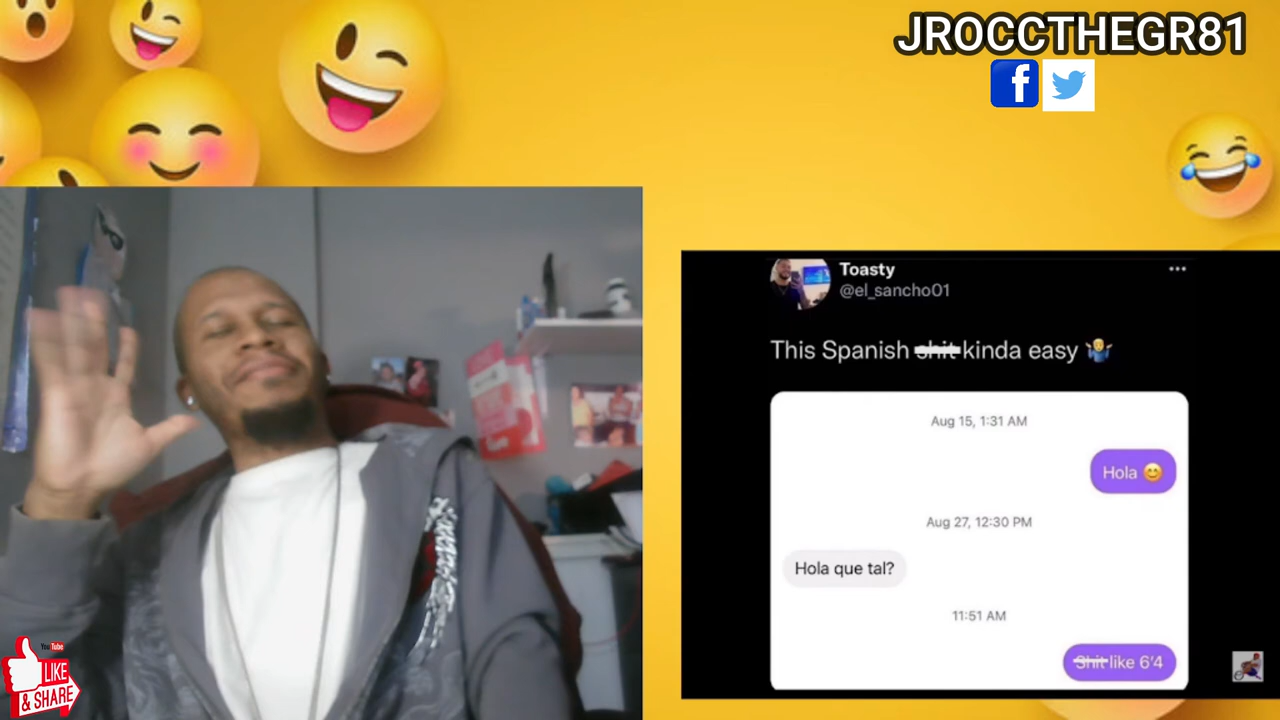 JROCCTHEGR81
Toasty
@el_sancho01
This Spanish shit kinda easy 🤷
Aug 15, 1:31 AM
Hola 😊
Aug 27, 12:30 PM
Hola que tal?
11:51 AM
Shit like 6'4
YouTube
LIKE
& SHARE